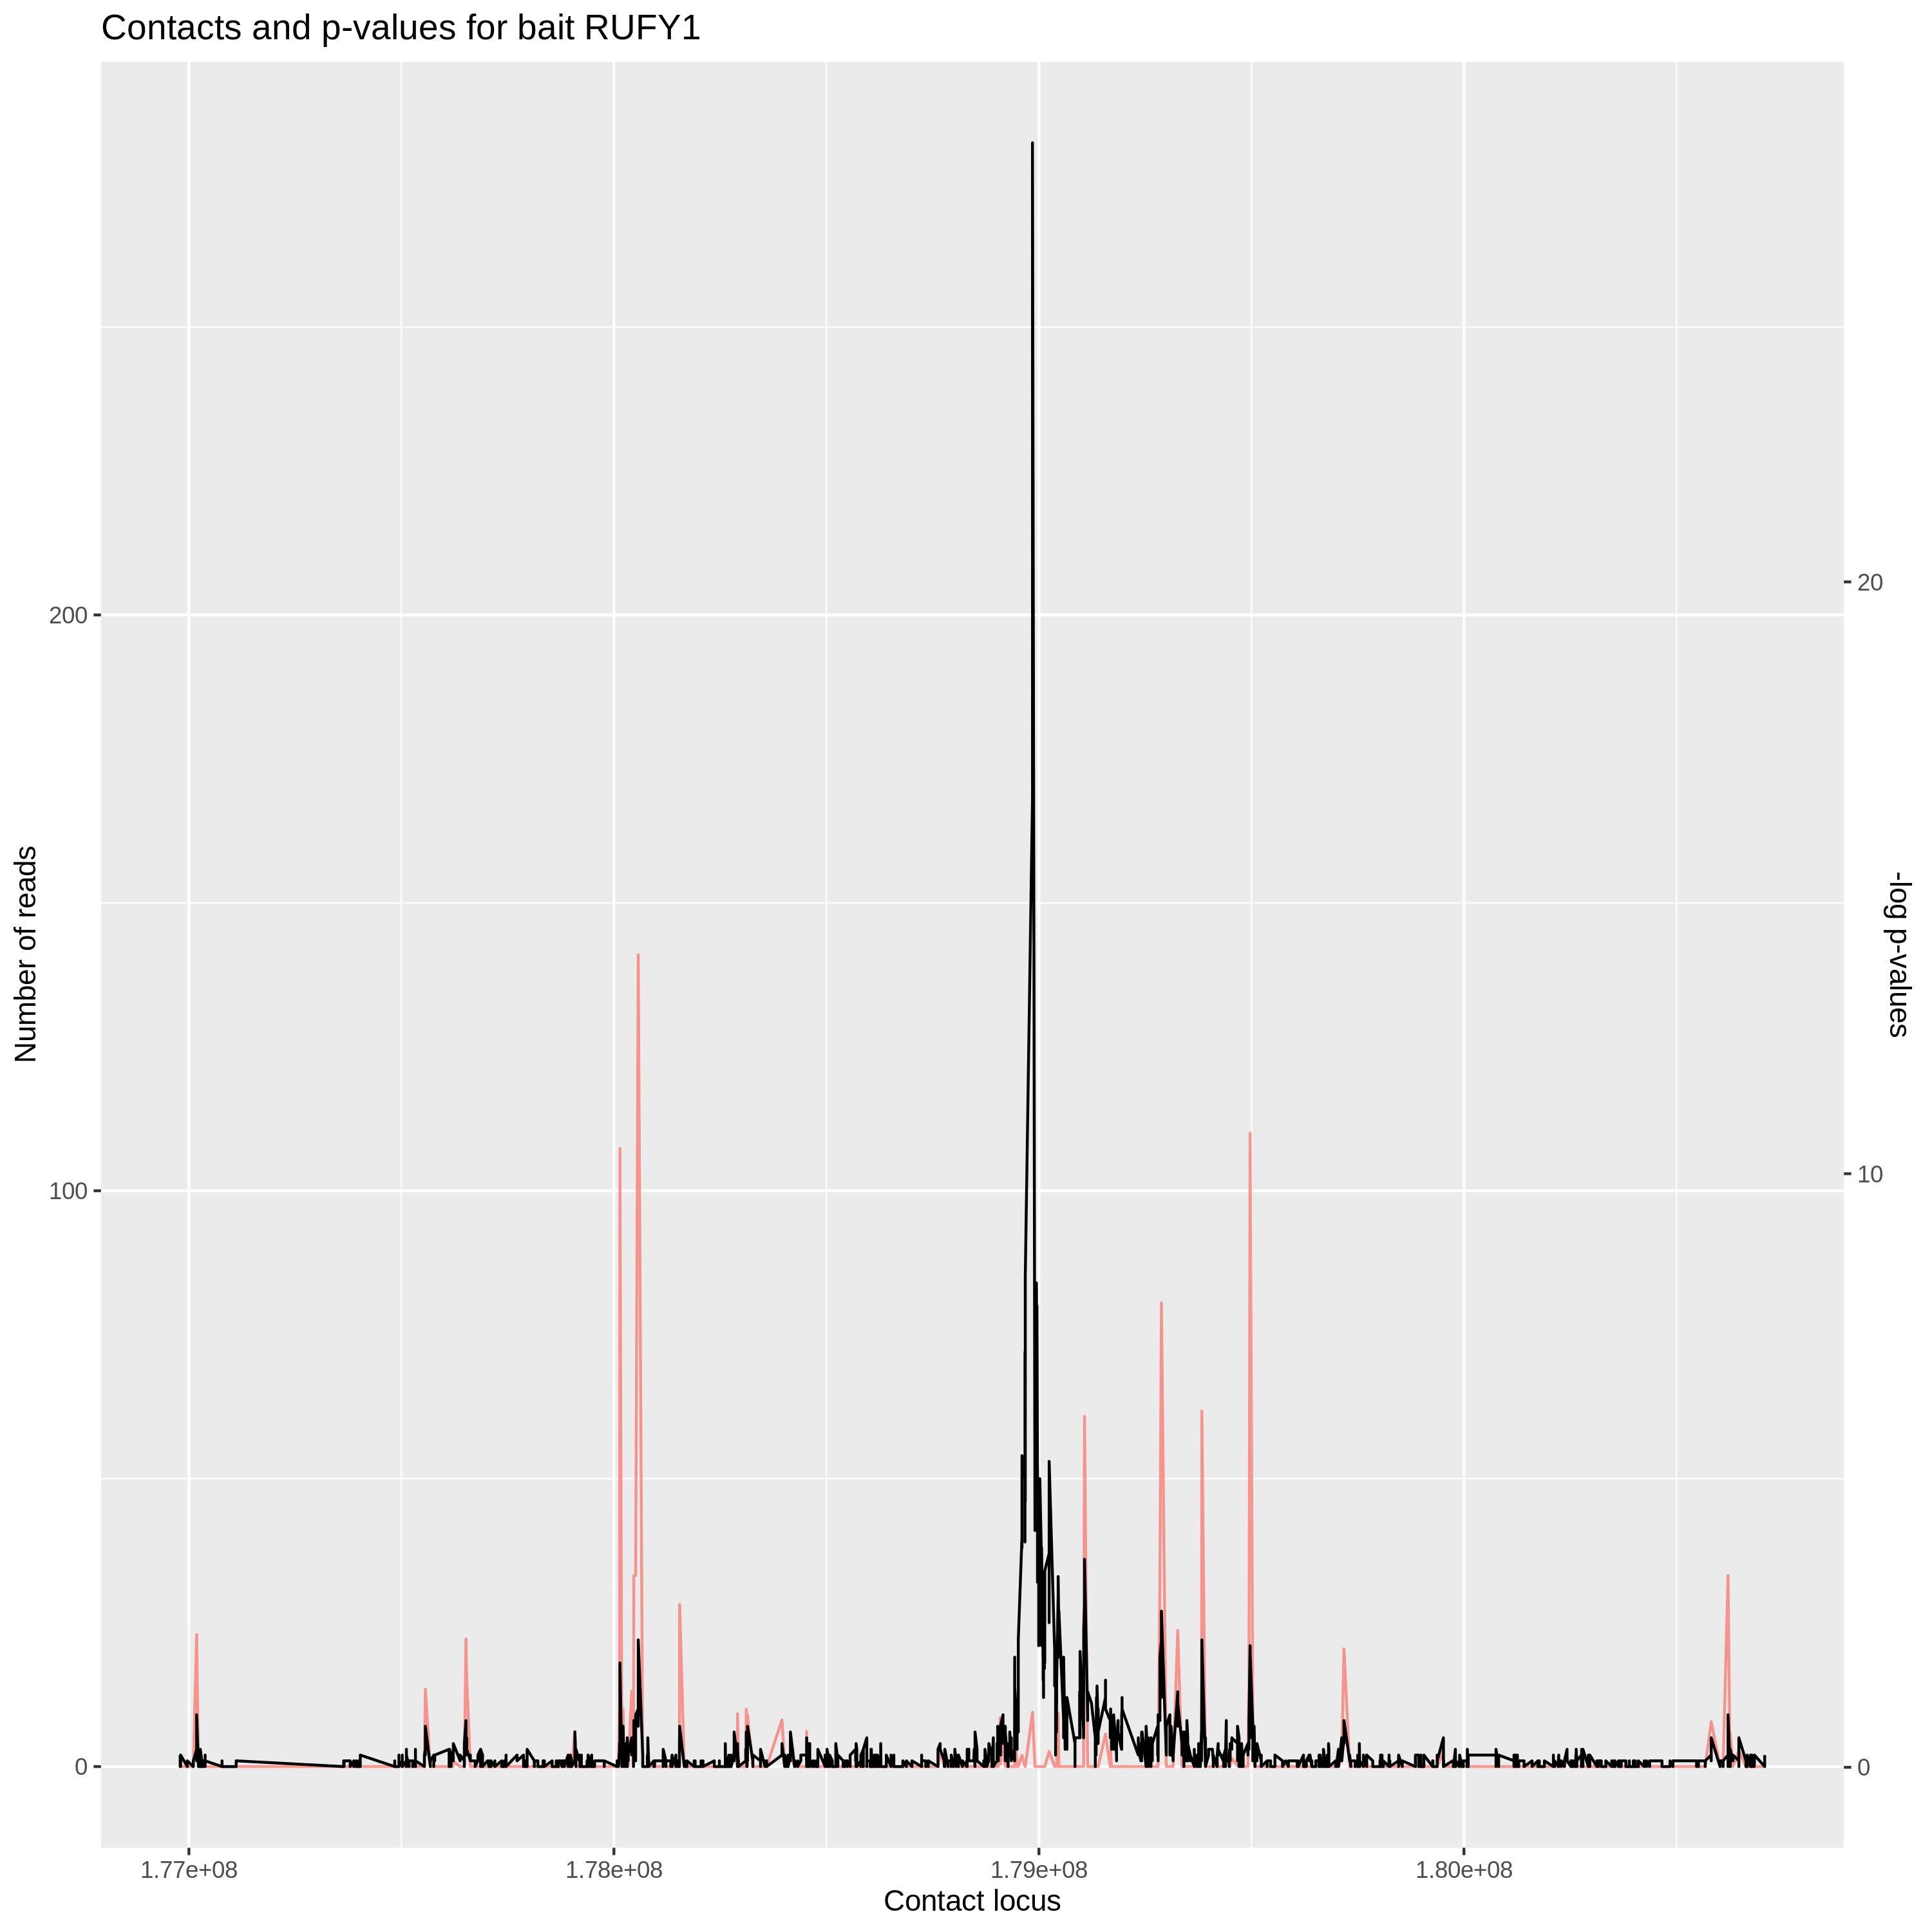 Contacts and p-values for bait RUFY1
Number of reads
200
100
0
20
10
0
-log p-values
1.77e+08
1.78e+08
1.79e+08
1.80e+08
Contact locus